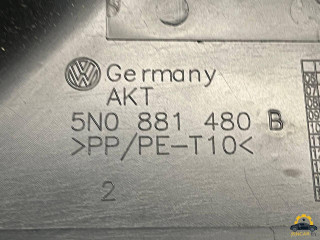 Germany
AKT
5N0 881 480 B
>PP/PE-T10<
2